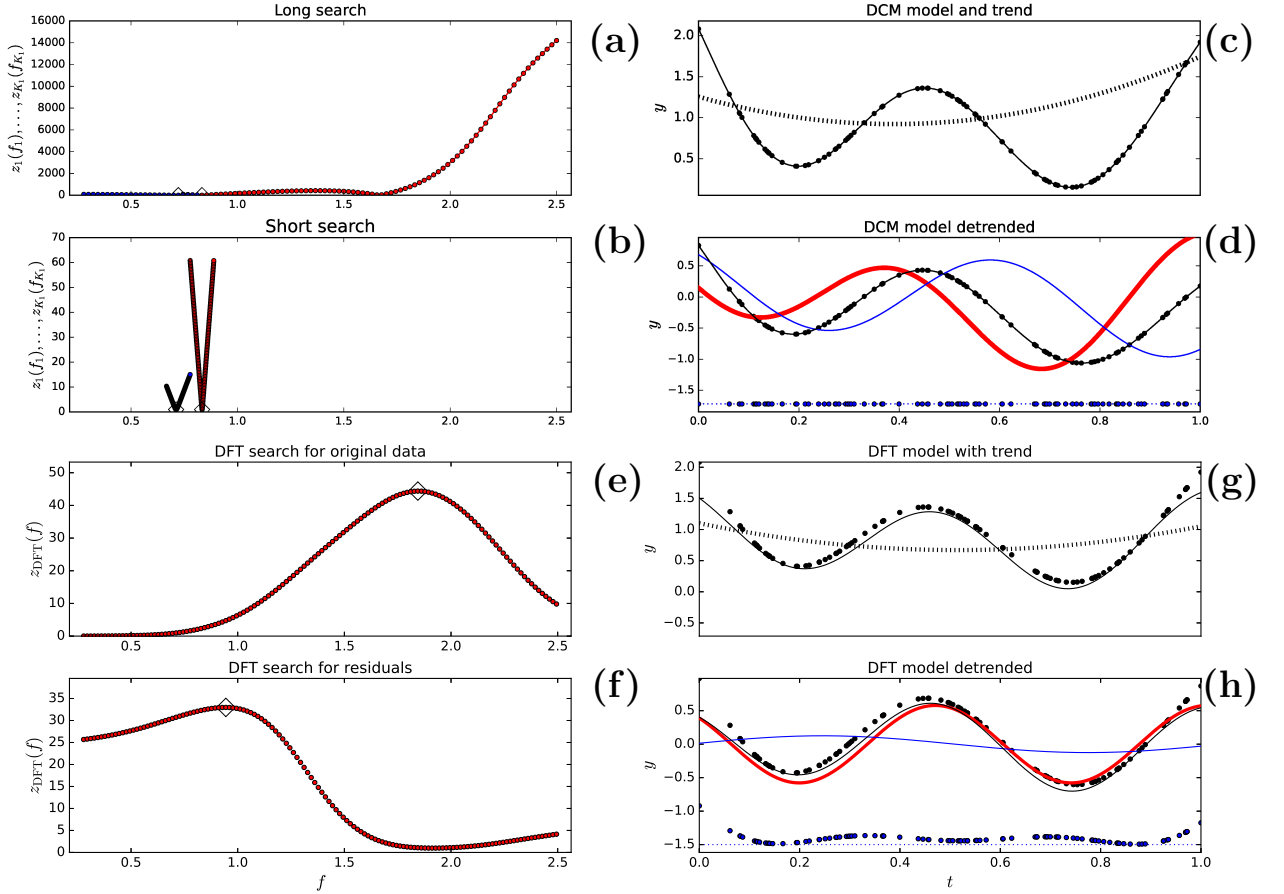 Long search
z₁(f₁), . . . , z_K₁(f_K₁)
16000
14000
12000
10000
8000
6000
4000
2000
0
0.5 1.0 1.5 2.0 2.5
(a)
DCM model and trend
y
2.0
1.5
1.0
0.5
(c)
Short search
z₁(f₁), . . . , z_K₁(f_K₁)
70
60
50
40
30
20
10
0
0.5 1.0 1.5 2.0 2.5
(b)
DCM model detrended
y
0.5
0.0
−0.5
−1.0
−1.5
0.0 0.2 0.4 0.6 0.8 1.0
(d)
DFT search for original data
z_DFT(f)
50
40
30
20
10
0
0.5 1.0 1.5 2.0 2.5
(e)
DFT model with trend
y
2.0
1.5
1.0
0.5
0.0
−0.5
(g)
DFT search for residuals
z_DFT(f)
35
30
25
20
15
10
5
0
0.5 1.0 1.5 2.0 2.5
f
(f)
DFT model detrended
y
0.5
0.0
−0.5
−1.0
−1.5
0.0 0.2 0.4 0.6 0.8 1.0
t
(h)